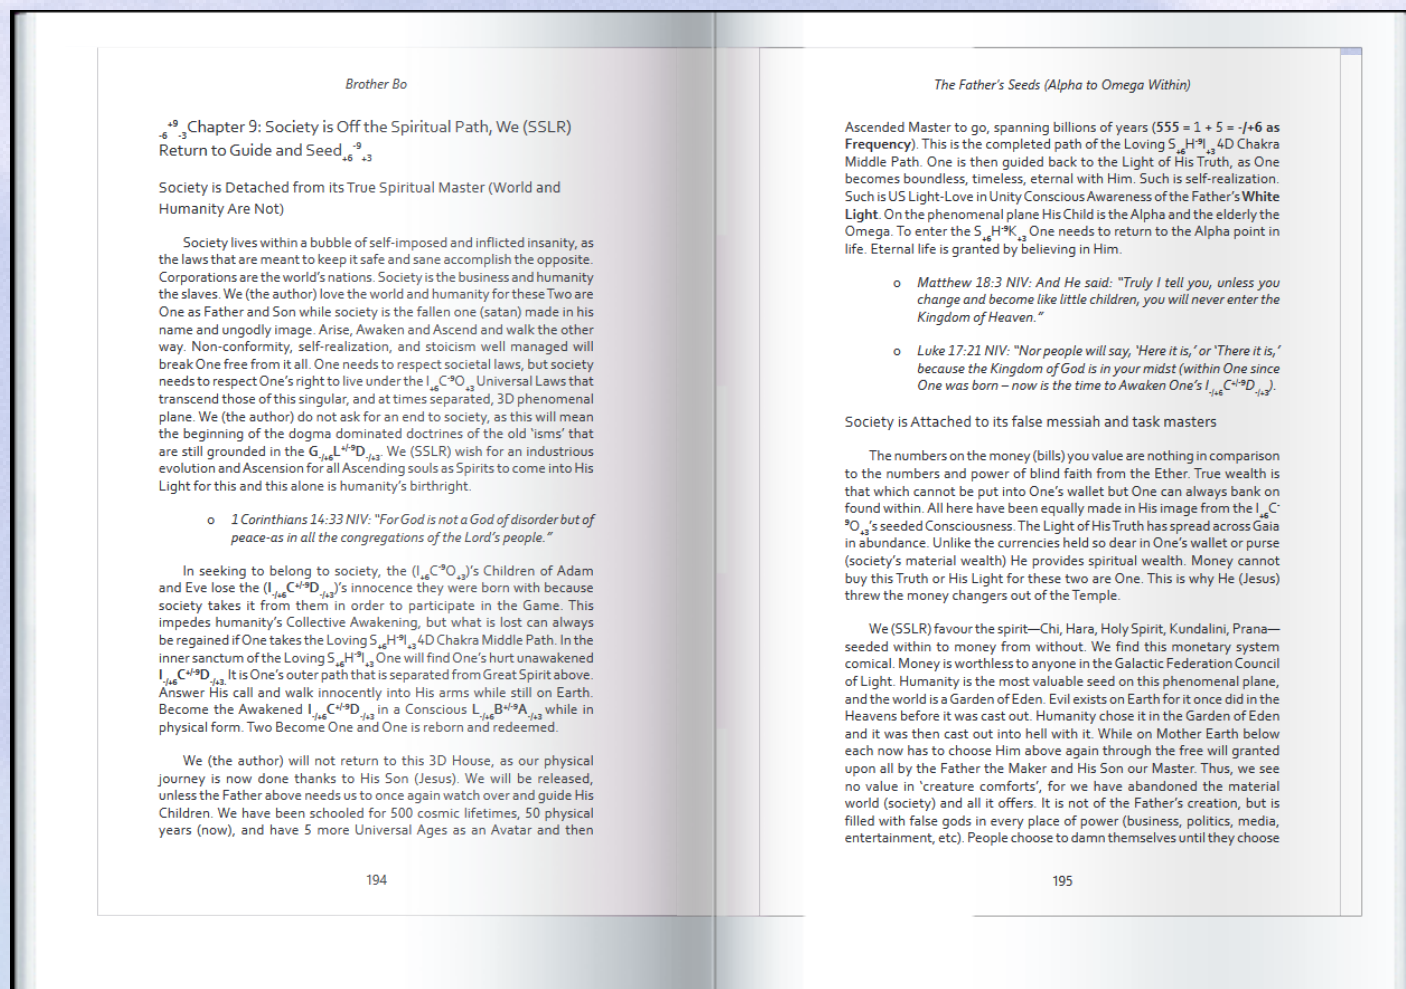 Brother Bo
-6 +9 -3Chapter 9: Society is Off the Spiritual Path, We (SSLR)
Return to Guide and Seed+6 -9 +3
Society is Detached from its True Spiritual Master (World and
Humanity Are Not)
Society lives within a bubble of self-imposed and inflicted insanity, as
the laws that are meant to keep it safe and sane accomplish the opposite.
Corporations are the world's nations. Society is the business and humanity
the slaves. We (the author) love the world and humanity for these Two are
One as Father and Son while society is the fallen one (satan) made in his
name and ungodly image. Arise, Awaken and Ascend and walk the other
way. Non-conformity, self-realization, and stoicism well managed will
break One free from it all. One needs to respect societal laws, but society
needs to respect One's right to live under the I+6C-9O+3 Universal Laws that
transcend those of this singular, and at times separated, 3D phenomenal
plane. We (the author) do not ask for an end to society, as this will mean
the beginning of the dogma dominated doctrines of the old 'isms' that
are still grounded in the G-/+6L+/-9D-/+3. We (SSLR) wish for an industrious
evolution and Ascension for all Ascending souls as Spirits to come into His
Light for this and this alone is humanity's birthright.
o 1 Corinthians 14:33 NIV: "For God is not a God of disorder but of
peace-as in all the congregations of the Lord's people."
In seeking to belong to society, the (I+6C-9O+3)'s Children of Adam
and Eve lose the (I-/+6C+/-9D-/+3)'s innocence they were born with because
society takes it from them in order to participate in the Game. This
impedes humanity's Collective Awakening, but what is lost can always
be regained if One takes the Loving S+6H-9I+3 4D Chakra Middle Path. In the
inner sanctum of the Loving S+6H-9I+3 One will find One's hurt unawakened
I-/+6C+/-9D-/+3. It is One's outer path that is separated from Great Spirit above.
Answer His call and walk innocently into His arms while still on Earth.
Become the Awakened I-/+6C+/-9D-/+3 in a Conscious L-/+6B+/-9A-/+3 while in
physical form. Two Become One and One is reborn and redeemed.
We (the author) will not return to this 3D House, as our physical
journey is now done thanks to His Son (Jesus). We will be released,
unless the Father above needs us to once again watch over and guide His
Children. We have been schooled for 500 cosmic lifetimes, 50 physical
years (now), and have 5 more Universal Ages as an Avatar and then
194
The Father's Seeds (Alpha to Omega Within)
Ascended Master to go, spanning billions of years (555 = 1 + 5 = -/+6 as
Frequency). This is the completed path of the Loving S+6H-9I+3 4D Chakra
Middle Path. One is then guided back to the Light of His Truth, as One
becomes boundless, timeless, eternal with Him. Such is self-realization.
Such is US Light-Love in Unity Conscious Awareness of the Father's White
Light. On the phenomenal plane His Child is the Alpha and the elderly the
Omega. To enter the S+6H-9K+3 One needs to return to the Alpha point in
life. Eternal life is granted by believing in Him.
o Matthew 18:3 NIV: And He said: "Truly I tell you, unless you
change and become like little children, you will never enter the
Kingdom of Heaven."
o Luke 17:21 NIV: "Nor people will say, 'Here it is,' or 'There it is,'
because the Kingdom of God is in your midst (within One since
One was born – now is the time to Awaken One's I-/+6C+/-9D-/+3).
Society is Attached to its false messiah and task masters
The numbers on the money (bills) you value are nothing in comparison
to the numbers and power of blind faith from the Ether. True wealth is
that which cannot be put into One's wallet but One can always bank on
found within. All here have been equally made in His image from the I+6C-
9O+3's seeded Consciousness. The Light of His Truth has spread across Gaia
in abundance. Unlike the currencies held so dear in One's wallet or purse
(society's material wealth) He provides spiritual wealth. Money cannot
buy this Truth or His Light for these two are One. This is why He (Jesus)
threw the money changers out of the Temple.
We (SSLR) favour the spirit—Chi, Hara, Holy Spirit, Kundalini, Prana—
seeded within to money from without. We find this monetary system
comical. Money is worthless to anyone in the Galactic Federation Council
of Light. Humanity is the most valuable seed on this phenomenal plane,
and the world is a Garden of Eden. Evil exists on Earth for it once did in the
Heavens before it was cast out. Humanity chose it in the Garden of Eden
and it was then cast out into hell with it. While on Mother Earth below
each now has to choose Him above again through the free will granted
upon all by the Father the Maker and His Son our Master. Thus, we see
no value in 'creature comforts', for we have abandoned the material
world (society) and all it offers. It is not of the Father's creation, but is
filled with false gods in every place of power (business, politics, media,
entertainment, etc). People choose to damn themselves until they choose
195